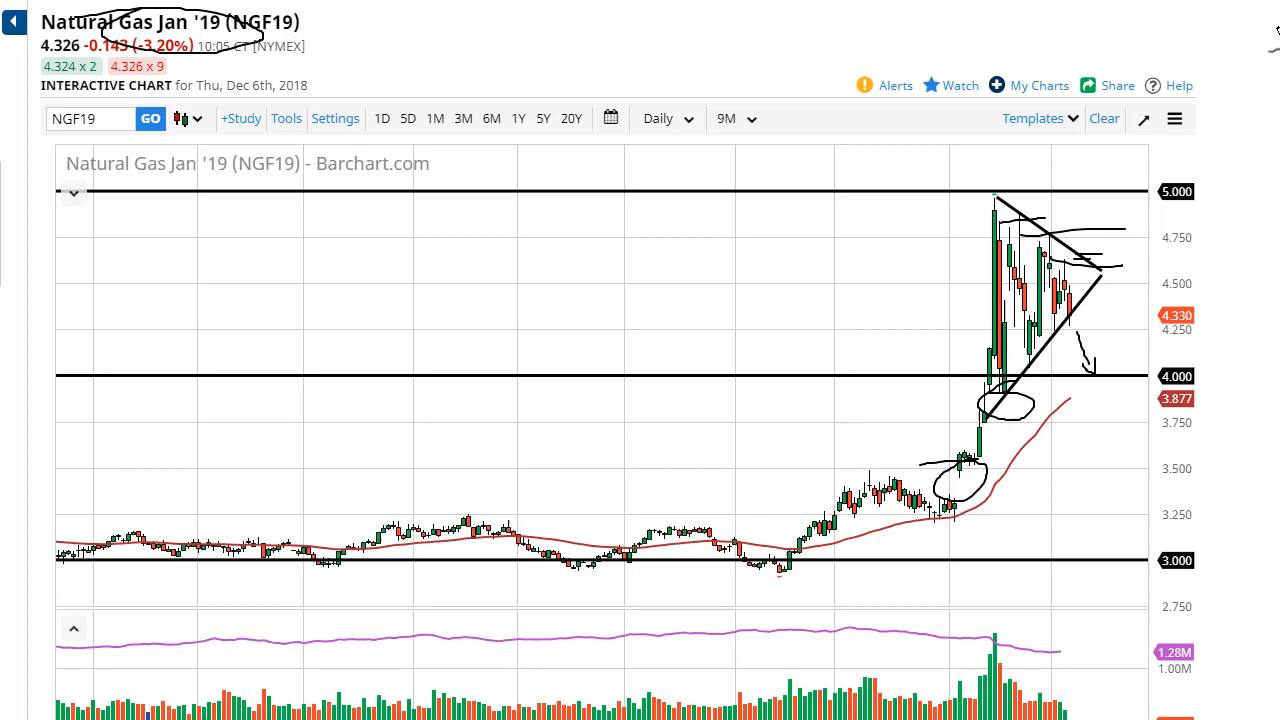 Natural Gas Jan '19 (NGF19)
4.326 -0.143 (-3.20%) 10:05 CT [NYMEX]
4.324 x 2 4.326 x 9
INTERACTIVE CHART for Thu, Dec 6th, 2018
Alerts Watch My Charts Share Help
NGF19 GO +Study Tools Settings 1D 5D 1M 3M 6M 1Y 5Y 20Y Daily 9M Templates Clear
Natural Gas Jan '19 (NGF19) - Barchart.com
5.000
4.750
4.500
4.330
4.250
4.000
3.877
3.750
3.500
3.250
3.000
2.750
1.28M
1.00M